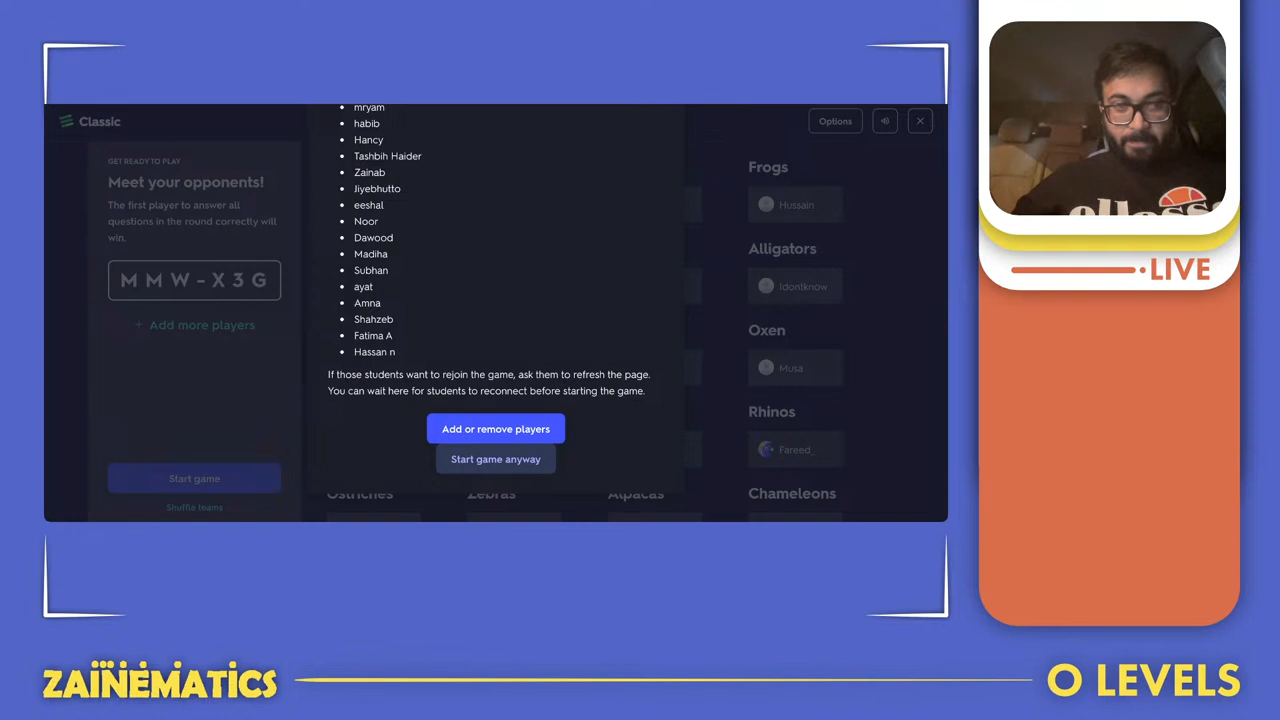 Classic
GET READY TO PLAY
Meet your opponents!
The first player to answer all
questions in the round correctly will
win.
MMW-X3G
+ Add more players
Start game
Shuffle teams
mryam
habib
Hancy
Tashbih Haider
Zainab
Jiyebhutto
eeshal
Noor
Dawood
Madiha
Subhan
ayat
Amna
Shahzeb
Fatima A
Hassan n
If those students want to rejoin the game, ask them to refresh the page.
You can wait here for students to reconnect before starting the game.
Add or remove players
Start game anyway
Ostriches
Zebras
Alpacas
Options
Frogs
Hussain
Alligators
Idontknow
Oxen
Musa
Rhinos
Fareed_
Chameleons
ellesse
LIVE
ZAINEMATICS
O LEVELS